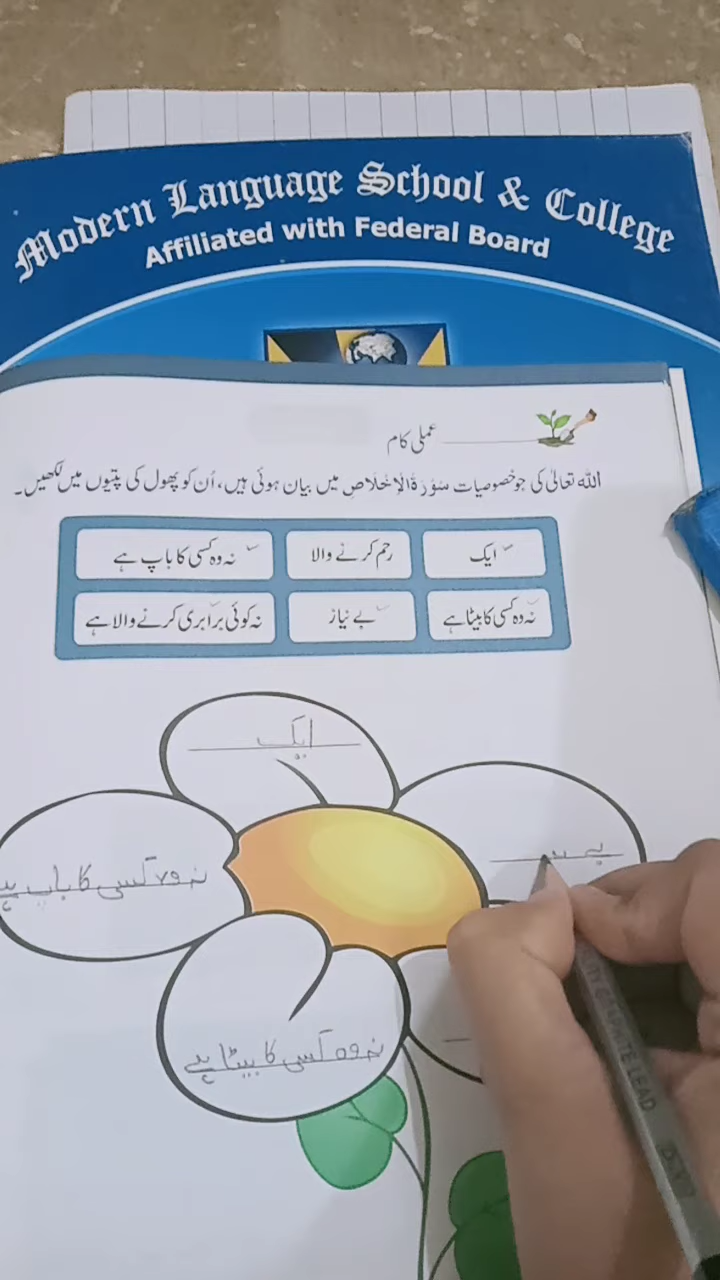 Modern Language School & College
Affiliated with Federal Board
عملی کام
اللہ تعالیٰ کی جو خصوصیات سُوْرَۃُ الْاِخْلَاصِ میں بیان ہوئی ہیں، اُن کو پھول کی پتیوں میں لکھیں۔
ایک
رحم کرنے والا
نہ وہ کسی کا باپ ہے
نہ وہ کسی کا بیٹا ہے
بے نیاز
نہ کوئی برابری کرنے والا ہے
ایک
نہ وہ کسی کا باپ ہے
نہ وہ کسی کا بیٹا ہے